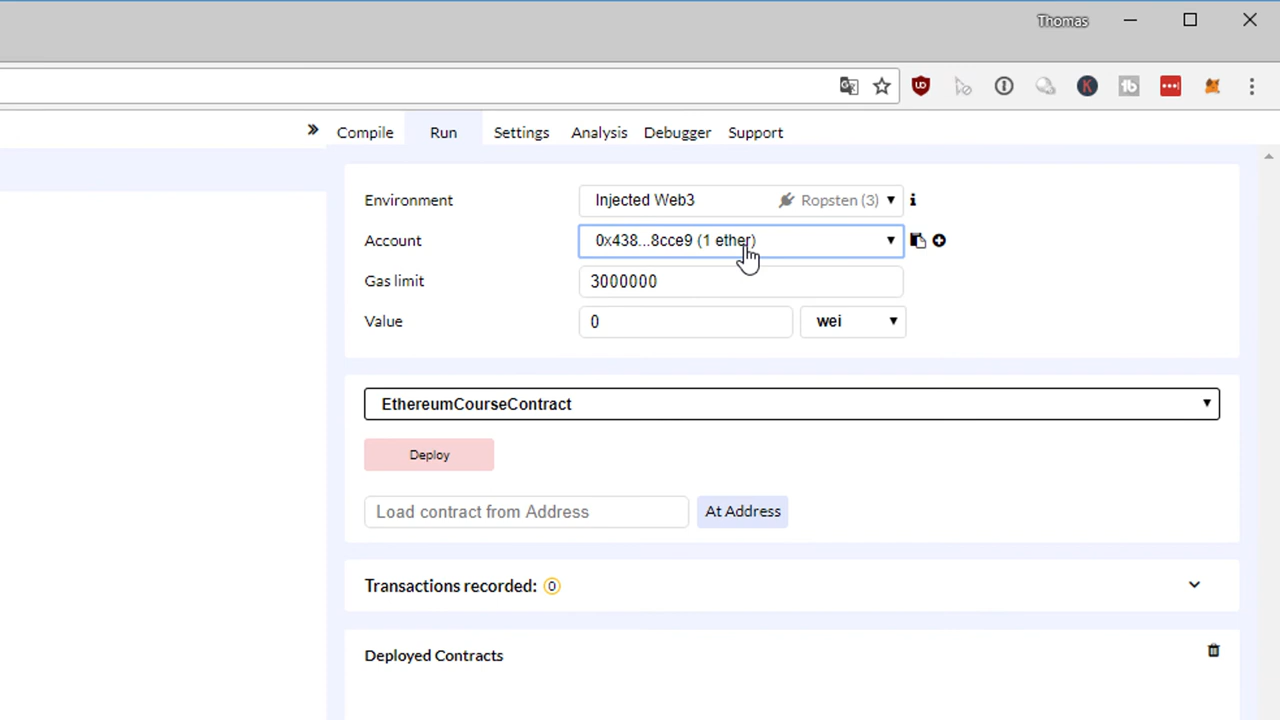 Thomas
Compile Run Settings Analysis Debugger Support
Environment Injected Web3 Ropsten (3)
Account 0x438...8cce9 (1 ether)
Gas limit 3000000
Value 0 wei
EthereumCourseContract
Deploy
Load contract from Address At Address
Transactions recorded: 0
Deployed Contracts